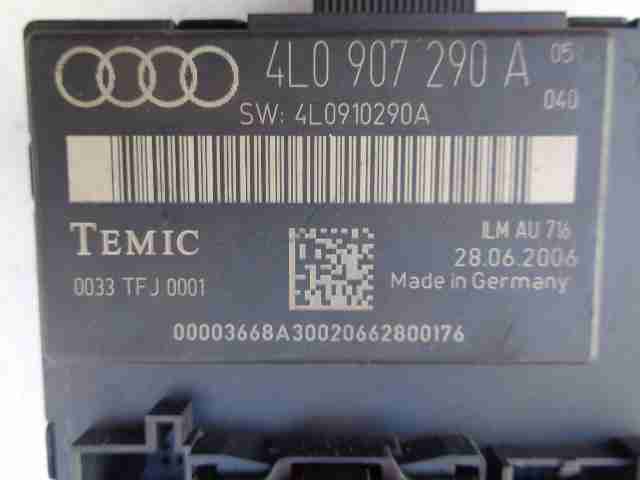 4L0 907 290 A 05
040
SW: 4L0910290A
TEMIC
ILM AU 716
28.06.2006
0033 TFJ 0001
Made in Germany
00003668A30020662800176